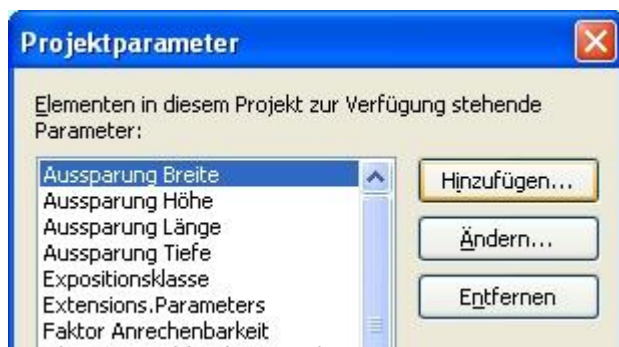 Projektparameter
Elementen in diesem Projekt zur Verfügung stehende
Parameter:
Aussparung Breite
Aussparung Höhe
Aussparung Länge
Aussparung Tiefe
Expositionsklasse
Extensions.Parameters
Faktor Anrechenbarkeit
Hinzufügen...
Ändern...
Entfernen